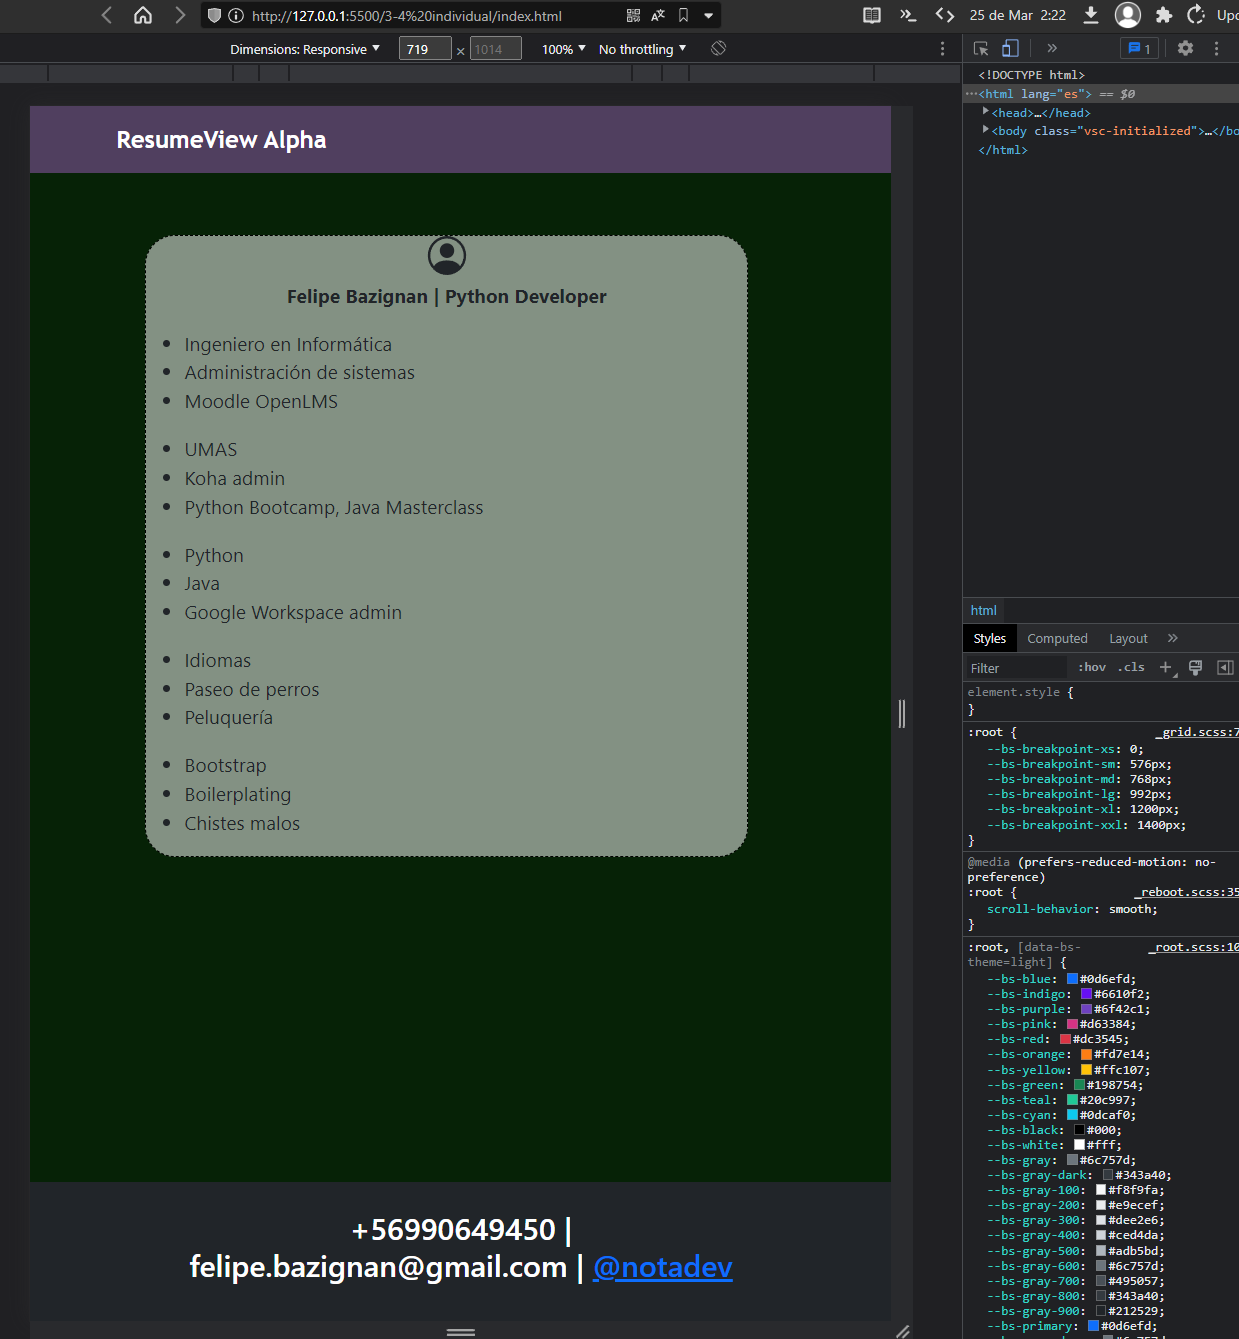 http://127.0.0.1:5500/3-4%20individual/index.html
25 de Mar 2:22
Dimensions: Responsive 719 × 1014 100% No throttling
1
<!DOCTYPE html>
<html lang="es"> == $0
<head>…</head>
<body class="vsc-initialized">…</bo
</html>
ResumeView Alpha
Felipe Bazignan | Python Developer
Ingeniero en Informática
Administración de sistemas
Moodle OpenLMS
UMAS
Koha admin
Python Bootcamp, Java Masterclass
Python
Java
Google Workspace admin
Idiomas
Paseo de perros
Peluquería
Bootstrap
Boilerplating
Chistes malos
+56990649450 |
felipe.bazignan@gmail.com | @notadev
html
Styles Computed Layout
Filter :hov .cls
element.style {
}
:root { _grid.scss:7
--bs-breakpoint-xs: 0;
--bs-breakpoint-sm: 576px;
--bs-breakpoint-md: 768px;
--bs-breakpoint-lg: 992px;
--bs-breakpoint-xl: 1200px;
--bs-breakpoint-xxl: 1400px;
}
@media (prefers-reduced-motion: no-
preference)
:root { _reboot.scss:35
scroll-behavior: smooth;
}
:root, [data-bs- _root.scss:10
theme=light] {
--bs-blue: #0d6efd;
--bs-indigo: #6610f2;
--bs-purple: #6f42c1;
--bs-pink: #d63384;
--bs-red: #dc3545;
--bs-orange: #fd7e14;
--bs-yellow: #ffc107;
--bs-green: #198754;
--bs-teal: #20c997;
--bs-cyan: #0dcaf0;
--bs-black: #000;
--bs-white: #fff;
--bs-gray: #6c757d;
--bs-gray-dark: #343a40;
--bs-gray-100: #f8f9fa;
--bs-gray-200: #e9ecef;
--bs-gray-300: #dee2e6;
--bs-gray-400: #ced4da;
--bs-gray-500: #adb5bd;
--bs-gray-600: #6c757d;
--bs-gray-700: #495057;
--bs-gray-800: #343a40;
--bs-gray-900: #212529;
--bs-primary: #0d6efd;